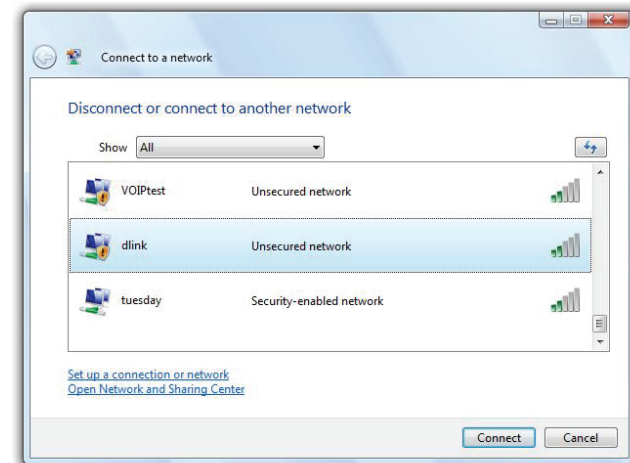 Connect to a network
Disconnect or connect to another network
Show All
VOIPtest Unsecured network
dlink Unsecured network
tuesday Security-enabled network
Set up a connection or network
Open Network and Sharing Center
Connect Cancel